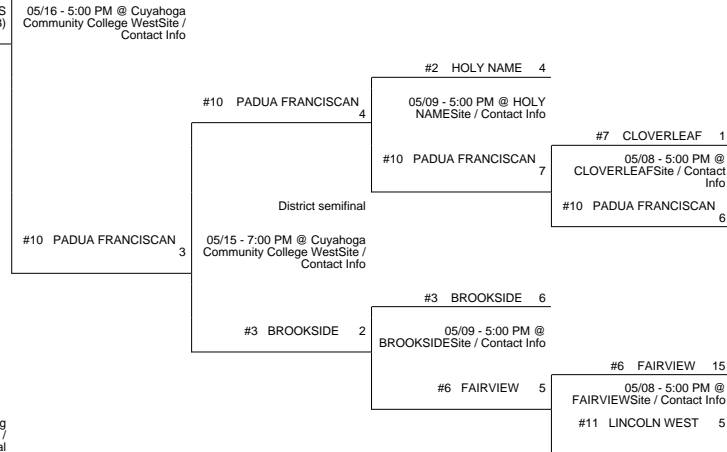 S
3)
05/16 - 5:00 PM @ Cuyahoga
Community College WestSite /
Contact Info
#2 HOLY NAME 4
#10 PADUA FRANCISCAN
4
05/09 - 5:00 PM @ HOLY
NAMESite / Contact Info
#7 CLOVERLEAF 1
#10 PADUA FRANCISCAN
7
05/08 - 5:00 PM @
CLOVERLEAFSite / Contact
Info
District semifinal
#10 PADUA FRANCISCAN
6
#10 PADUA FRANCISCAN
3
05/15 - 7:00 PM @ Cuyahoga
Community College WestSite /
Contact Info
#3 BROOKSIDE 6
#3 BROOKSIDE 2
05/09 - 5:00 PM @
BROOKSIDESite / Contact Info
#6 FAIRVIEW 15
#6 FAIRVIEW 5
05/08 - 5:00 PM @
FAIRVIEWSite / Contact Info
#11 LINCOLN WEST 5
g
/
al